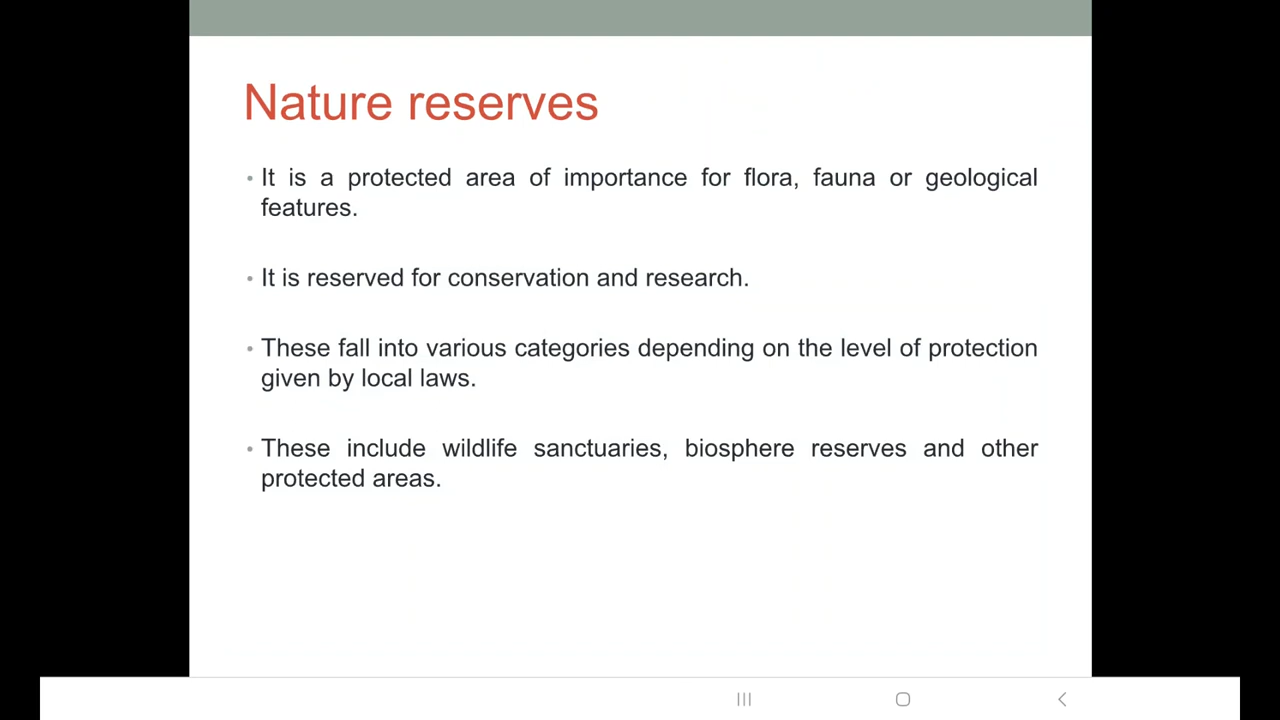 Nature reserves
• It is a protected area of importance for flora, fauna or geological
features.
• It is reserved for conservation and research.
• These fall into various categories depending on the level of protection
given by local laws.
• These include wildlife sanctuaries, biosphere reserves and other
protected areas.